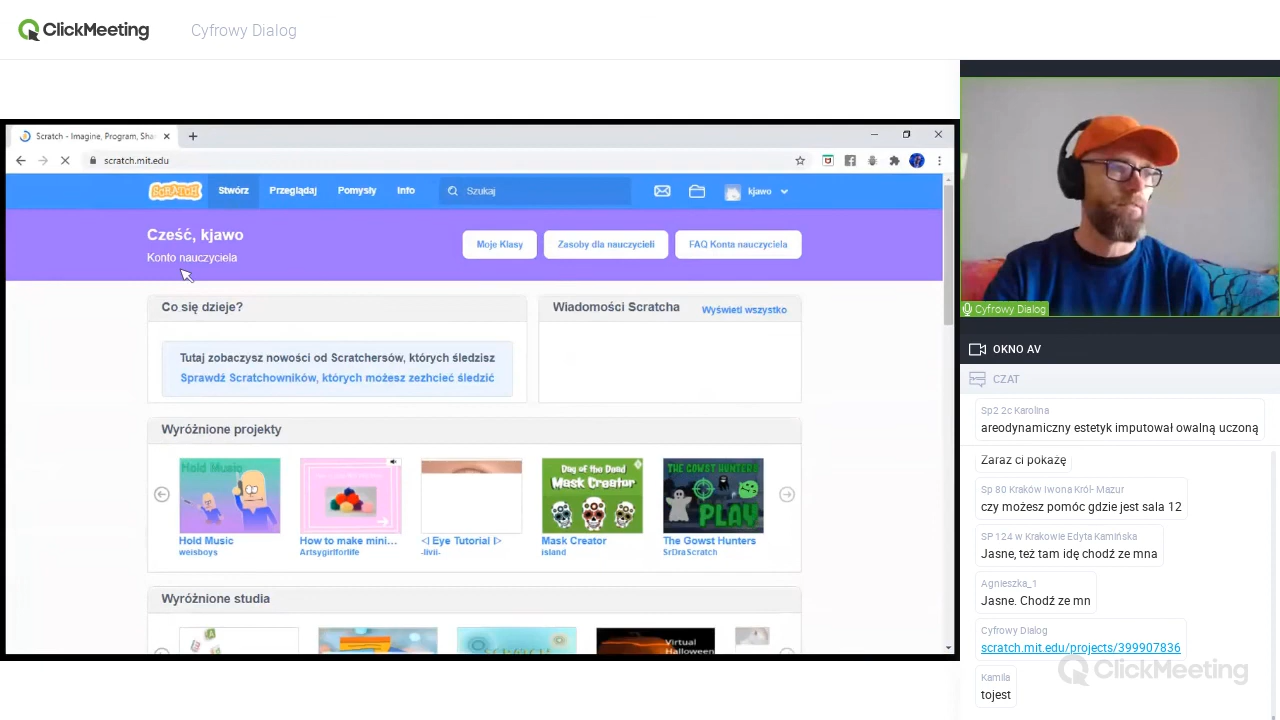 ClickMeeting
Cyfrowy Dialog
Scratch - Imagine, Program, Sha
scratch.mit.edu
SCRATCH
Stwórz
Przeglądaj
Pomysły
Info
Szukaj
kjawo
Cześć, kjawo
Konto nauczyciela
Moje Klasy
Zasoby dla nauczycieli
FAQ Konta nauczyciela
Co się dzieje?
Tutaj zobaczysz nowości od Scratchersów, których śledzisz
Sprawdź Scratchowników, których możesz zezhcieć śledzić
Wiadomości Scratcha
Wyświetl wszystko
Wyróżnione projekty
Hold Music
Day of the Dead
Mask Creator
THE GOWST HUNTERS
PLAY
Hold Music
weisboys
How to make mini...
Artsygirlforlife
◁ Eye Tutorial ▷
-livii-
Mask Creator
island
The Gowst Hunters
SrDraScratch
Wyróżnione studia
Virtual
Halloween
Cyfrowy Dialog
OKNO AV
CZAT
Sp2 2c Karolina
areodynamiczny estetyk imputował owalną uczoną
Zaraz ci pokażę
Sp 80 Kraków Iwona Król- Mazur
czy możesz pomóc gdzie jest sala 12
SP 124 w Krakowie Edyta Kamińska
Jasne, też tam idę chodź ze mna
Agnieszka_1
Jasne. Chodź ze mn
Cyfrowy Dialog
scratch.mit.edu/projects/399907836
Kamila
tojest
ClickMeeting